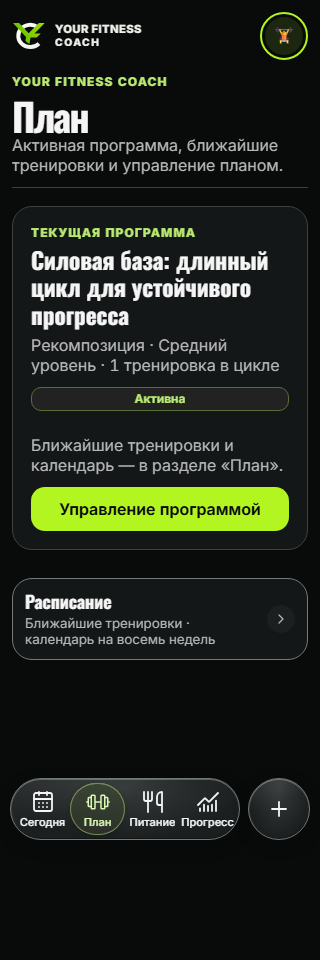 YOUR FITNESS
COACH
YOUR FITNESS COACH
План
Активная программа, ближайшие
тренировки и управление планом.
ТЕКУЩАЯ ПРОГРАММА
Силовая база: длинный
цикл для устойчивого
прогресса
Рекомпозиция · Средний
уровень · 1 тренировка в цикле
Активна
Ближайшие тренировки и
календарь — в разделе «План».
Управление программой
Расписание
Ближайшие тренировки ·
календарь на восемь недель
Сегодня План Питание Прогресс